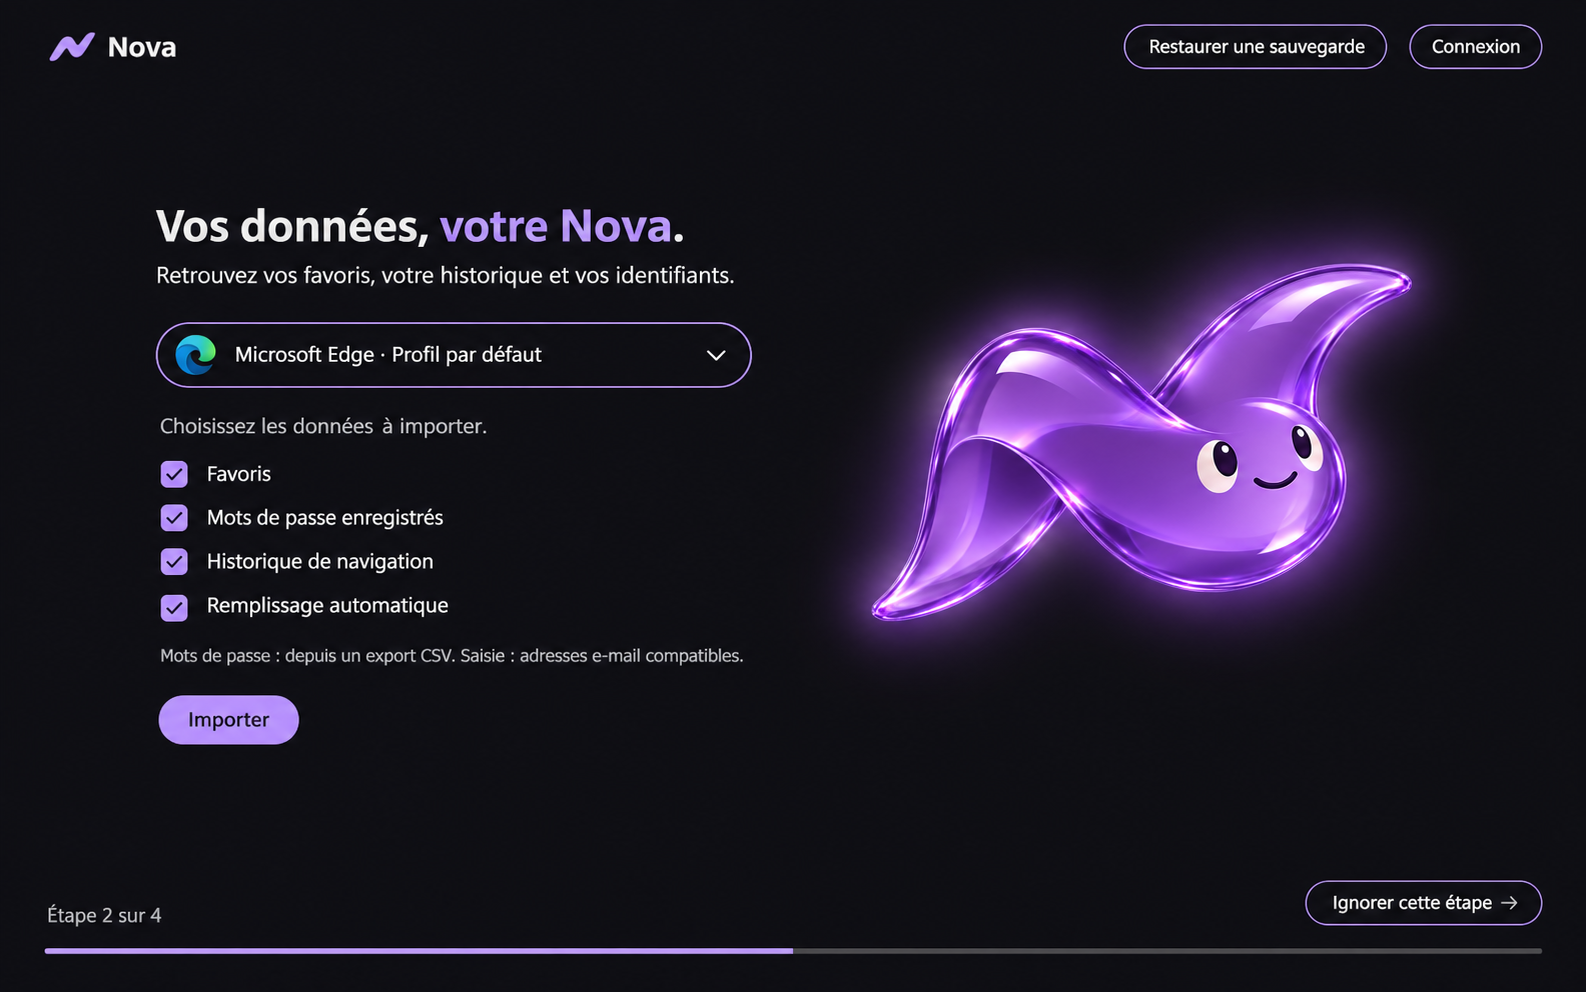 Nova
Restaurer une sauvegarde
Connexion
Vos données, votre Nova.
Retrouvez vos favoris, votre historique et vos identifiants.
Microsoft Edge · Profil par défaut
Choisissez les données à importer.
Favoris
Mots de passe enregistrés
Historique de navigation
Remplissage automatique
Mots de passe : depuis un export CSV. Saisie : adresses e-mail compatibles.
Importer
Étape 2 sur 4
Ignorer cette étape →